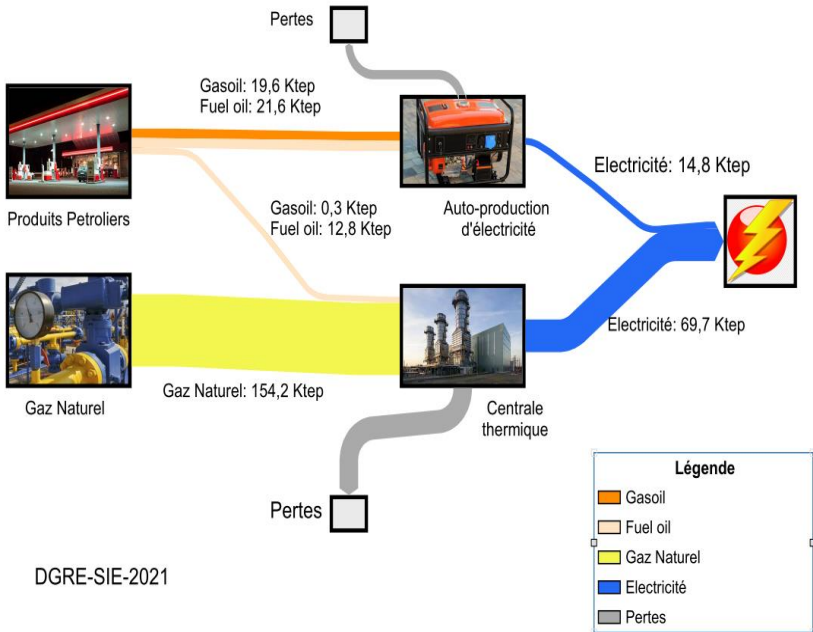 Pertes
Gasoil: 19,6 Ktep
Fuel oil: 21,6 Ktep
Produits Petroliers
Auto-production
d'électricité
Electricité: 14,8 Ktep
Gasoil: 0,3 Ktep
Fuel oil: 12,8 Ktep
Electricité: 69,7 Ktep
Gaz Naturel: 154,2 Ktep
Gaz Naturel
Centrale
thermique
Pertes
DGRE-SIE-2021
Légende
Gasoil
Fuel oil
Gaz Naturel
Electricité
Pertes